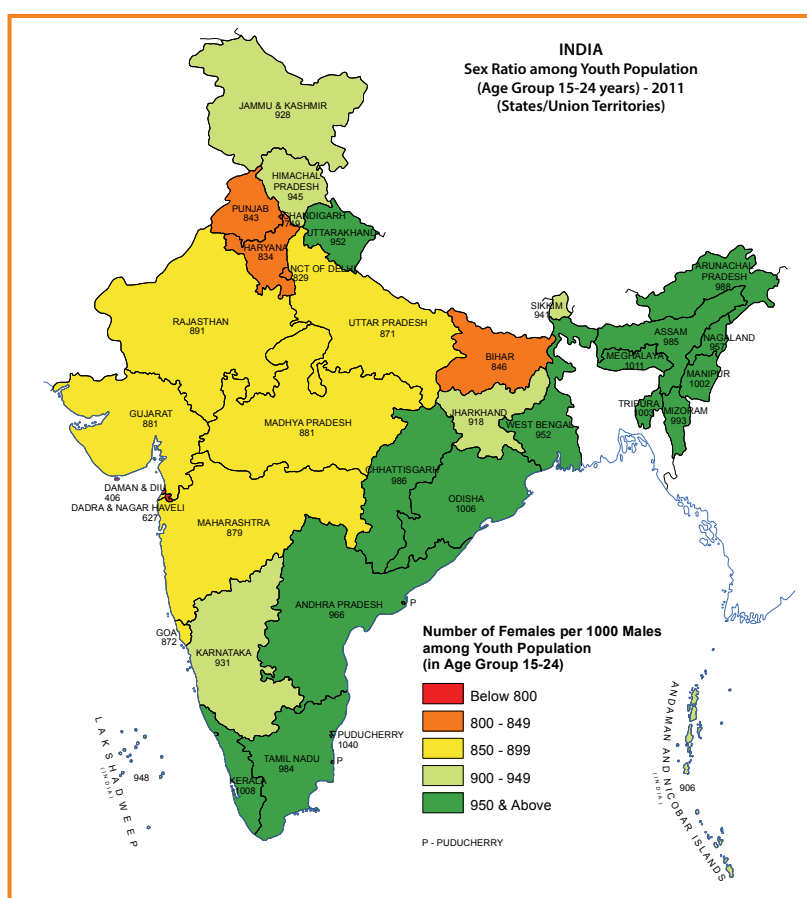 INDIA
Sex Ratio among Youth Population
(Age Group 15-24 years) - 2011
(States/Union Territories)
JAMMU & KASHMIR
928
HIMACHAL
PRADESH
945
PUNJAB
843
CHANDIGARH
749
UTTARAKHAND
952
HARYANA
834
NCT OF DELHI
829
ARUNACHAL
PRADESH
988
SIKKIM
941
RAJASTHAN
891
UTTAR PRADESH
871
ASSAM
985
NAGALAND
957
BIHAR
846
MEGHALAYA
1011
MANIPUR
1002
TRIPURA
1003
MIZORAM
993
GUJARAT
881
MADHYA PRADESH
881
JHARKHAND
918
WEST BENGAL
952
CHHATTISGARH
986
DAMAN & DIU
406
DADRA & NAGAR HAVELI
627
ODISHA
1006
MAHARASHTRA
879
ANDHRA PRADESH
966
P
GOA
872
KARNATAKA
931
PUDUCHERRY
1040
P
TAMIL NADU
984
KERALA
1008
LAKSHADWEEP
(INDIA)
948
ANDAMAN AND NICOBAR ISLANDS
(INDIA)
906
Number of Females per 1000 Males
among Youth Population
(in Age Group 15-24)
Below 800
800 - 849
850 - 899
900 - 949
950 & Above
P - PUDUCHERRY